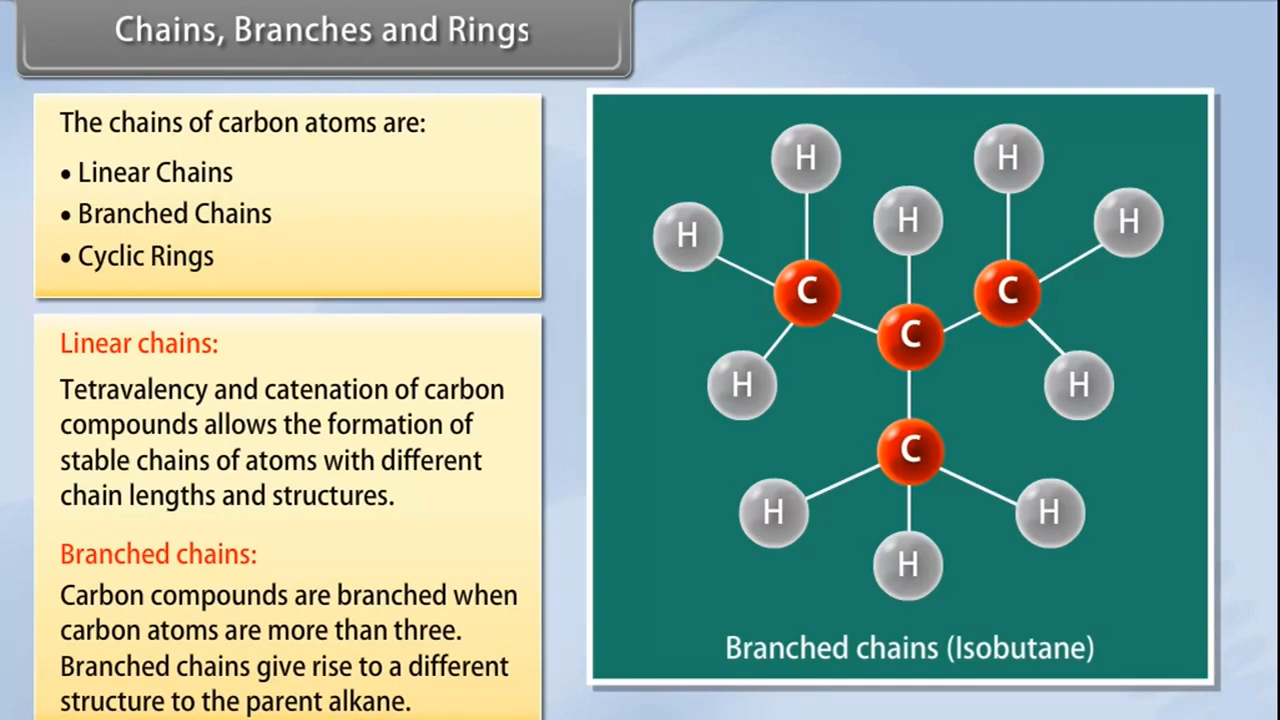 Chains, Branches and Rings
The chains of carbon atoms are:
• Linear Chains
• Branched Chains
• Cyclic Rings
Linear chains:
Tetravalency and catenation of carbon
compounds allows the formation of
stable chains of atoms with different
chain lengths and structures.
Branched chains:
Carbon compounds are branched when
carbon atoms are more than three.
Branched chains give rise to a different
structure to the parent alkane.
H H
H H H
C C
C
H H
C
H H
H
Branched chains (Isobutane)